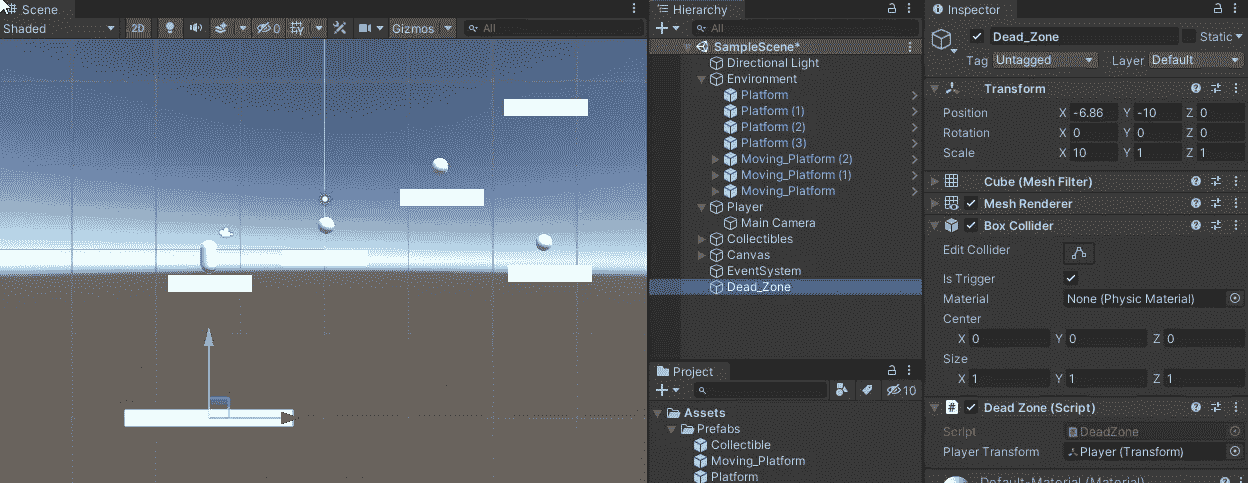 Scene
Shaded
2D
0
Gizmos
All
Hierarchy
All
SampleScene*
Directional Light
Environment
Platform
Platform (1)
Platform (2)
Platform (3)
Moving_Platform (2)
Moving_Platform (1)
Moving_Platform
Player
Main Camera
Collectibles
Canvas
EventSystem
Dead_Zone
Project
10
Assets
Prefabs
Collectible
Moving_Platform
Platform
Inspector
Dead_Zone
Static
Tag Untagged Layer Default
Transform
Position X -6.86 Y -10 Z 0
Rotation X 0 Y 0 Z 0
Scale X 10 Y 1 Z 1
Cube (Mesh Filter)
Mesh Renderer
Box Collider
Edit Collider
Is Trigger
Material None (Physic Material)
Center
X 0 Y 0 Z 0
Size
X 1 Y 1 Z 1
# Dead Zone (Script)
Script DeadZone
Player Transform Player (Transform)
Default-Material (Material)